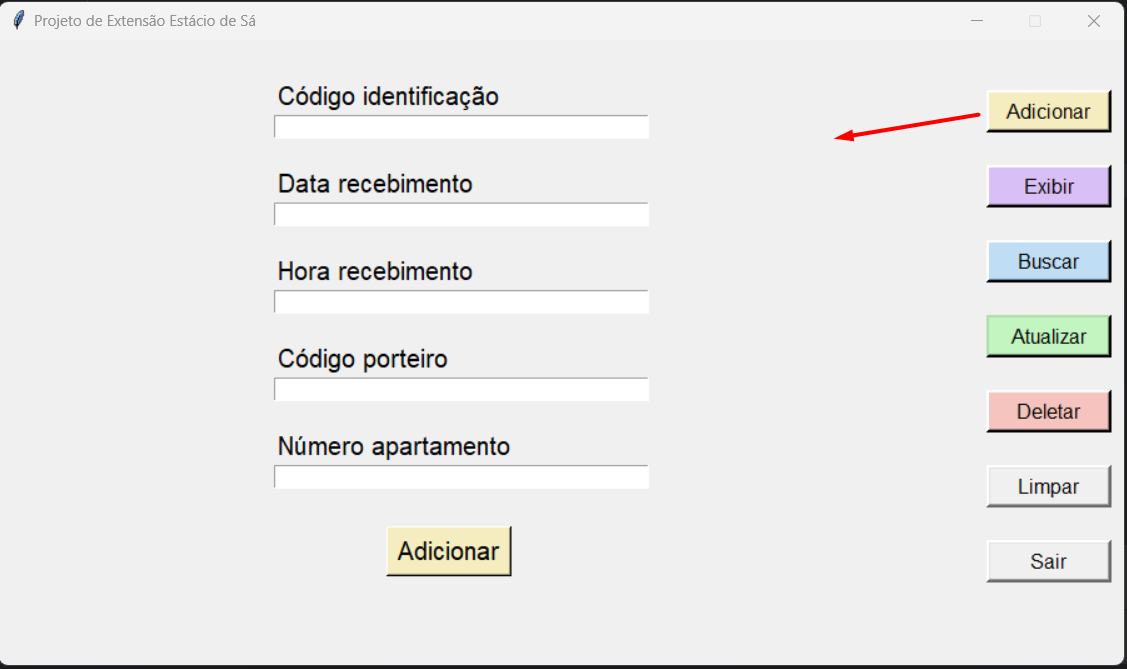 Projeto de Extensão Estácio de Sá
Código identificação
Data recebimento
Hora recebimento
Código porteiro
Número apartamento
Adicionar
Adicionar
Exibir
Buscar
Atualizar
Deletar
Limpar
Sair